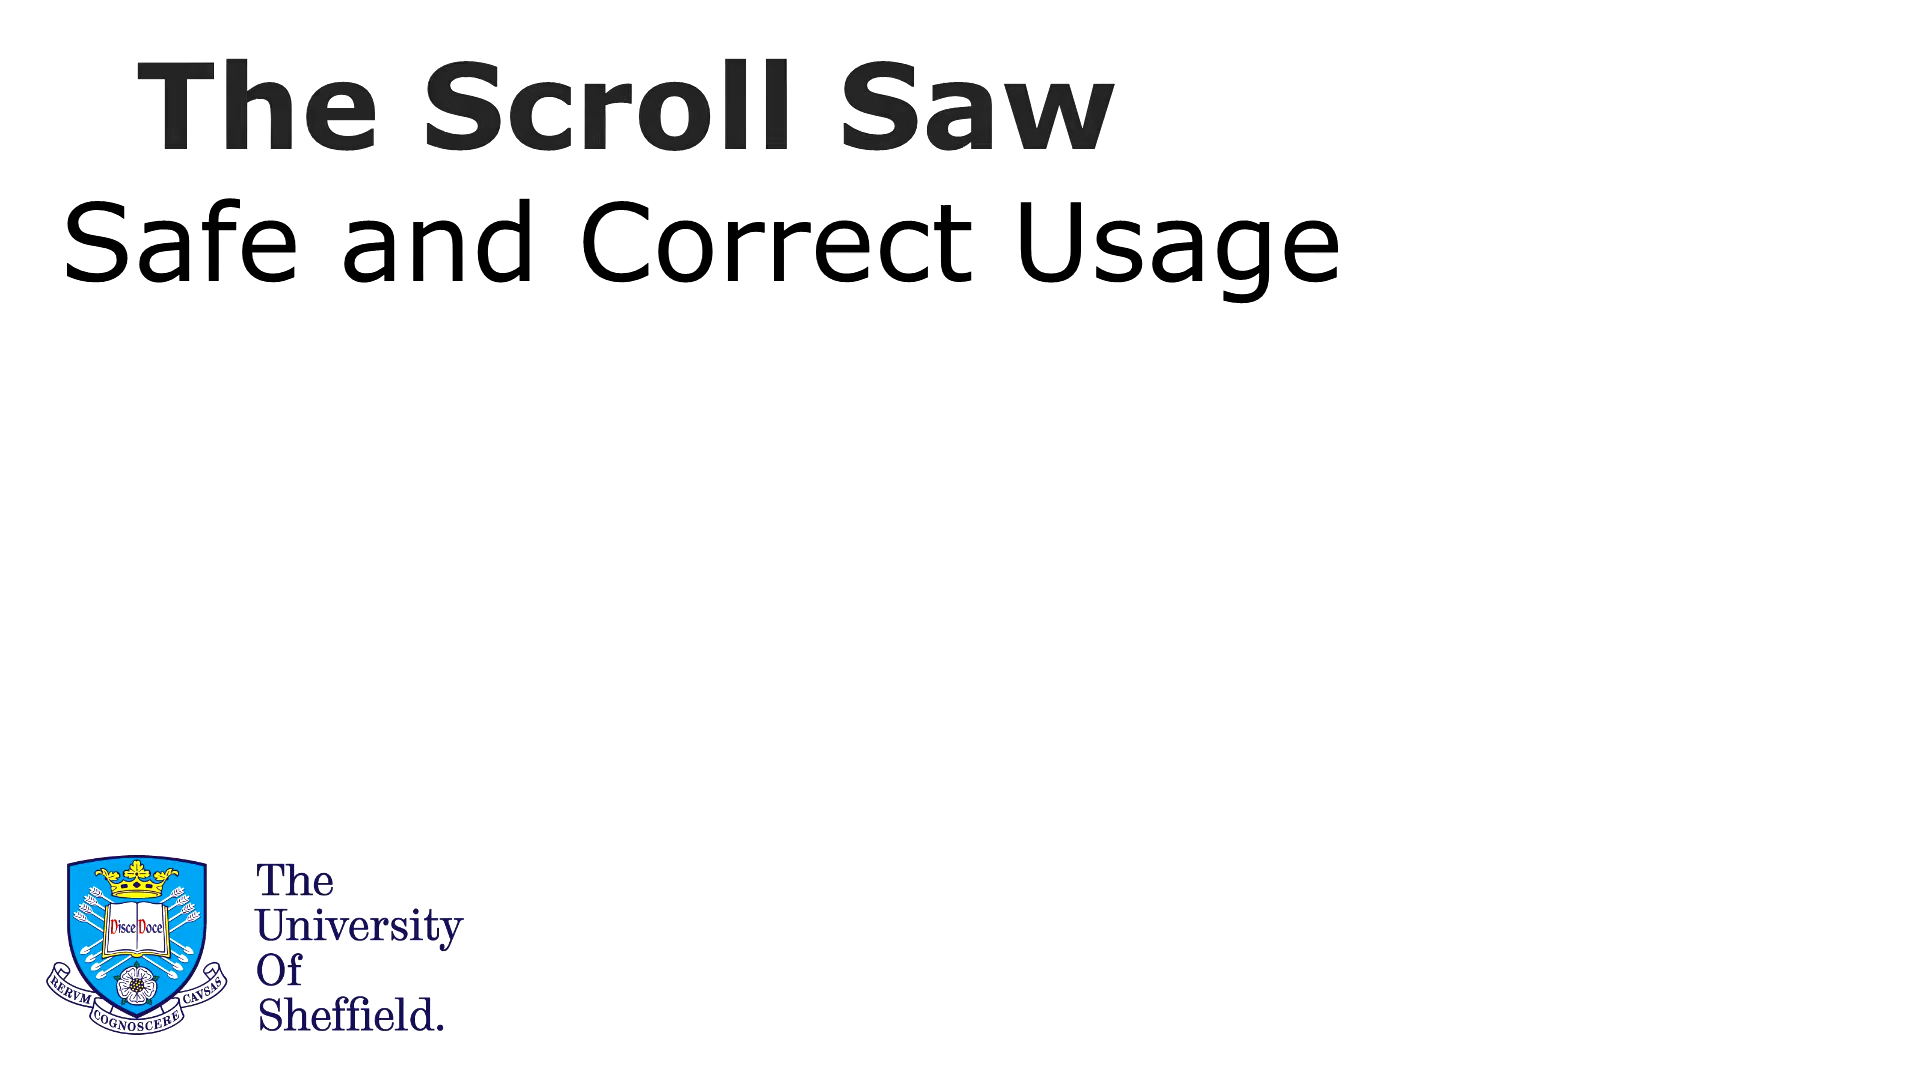 The Scroll Saw
Safe and Correct Usage
Disce Doce
RERVM COGNOSCERE CAVSAS
The
University
Of
Sheffield.